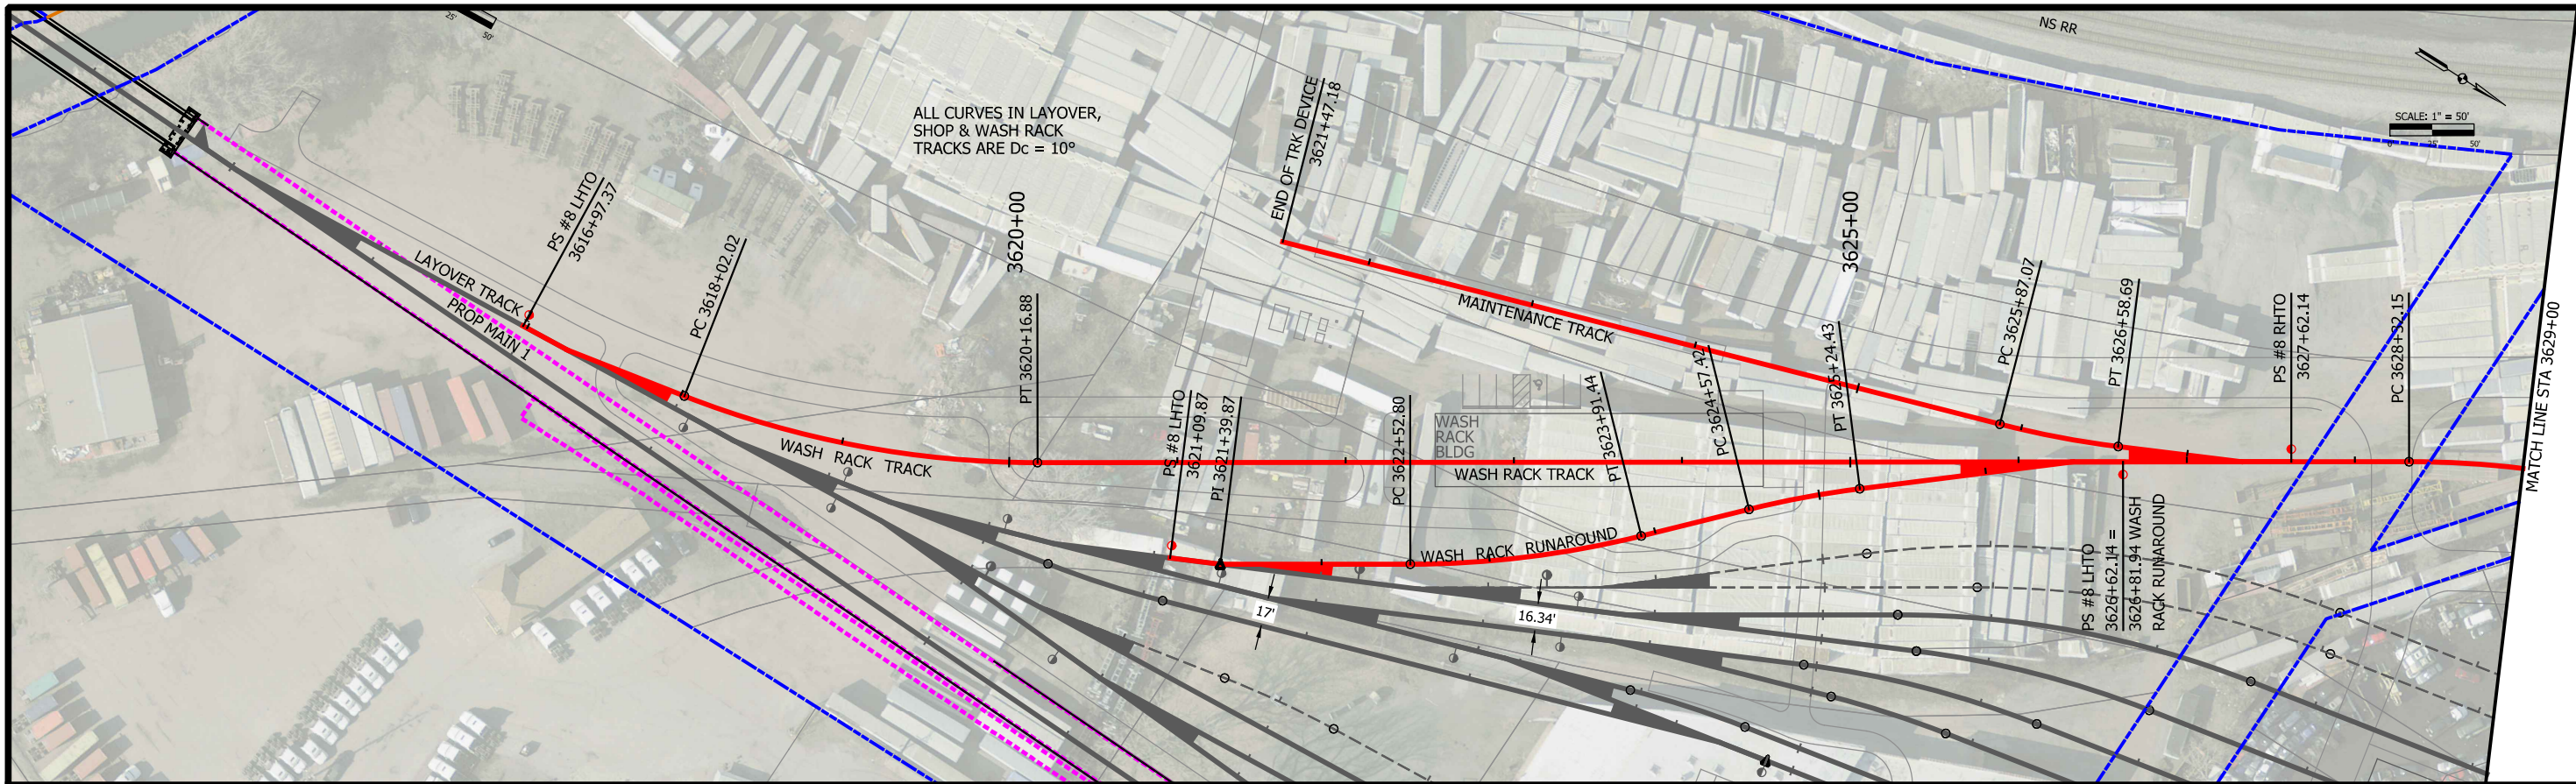 25'
50'
NS RR
SCALE: 1" = 50'
0
25'
50'
ALL CURVES IN LAYOVER,
SHOP & WASH RACK
TRACKS ARE Dc = 10°
END OF TRK DEVICE
3621+47.18
PS #8 LHTO
3616+97.37
PC 3618+02.02
3620+00
3625+00
LAYOVER TRACK
PROP MAIN 1
PT 3620+16.88
MAINTENANCE TRACK
PC 3625+87.07
PT 3626+58.69
PS #8 RHTO
3627+62.14
PC 3628+32.15
MATCH LINE STA 3629+00
PT 3625+24.43
PC 3624+57.42
PT 3623+91.44
PC 3622+52.80
PS #8 LHTO
3621+09.87
PI 3621+39.87
WASH RACK TRACK
WASH
RACK
BLDG
WASH RACK TRACK
WASH RACK RUNAROUND
PS #8 LHTO
3626+62.14 =
3626+81.94 WASH
RACK RUNAROUND
17'
16.34'